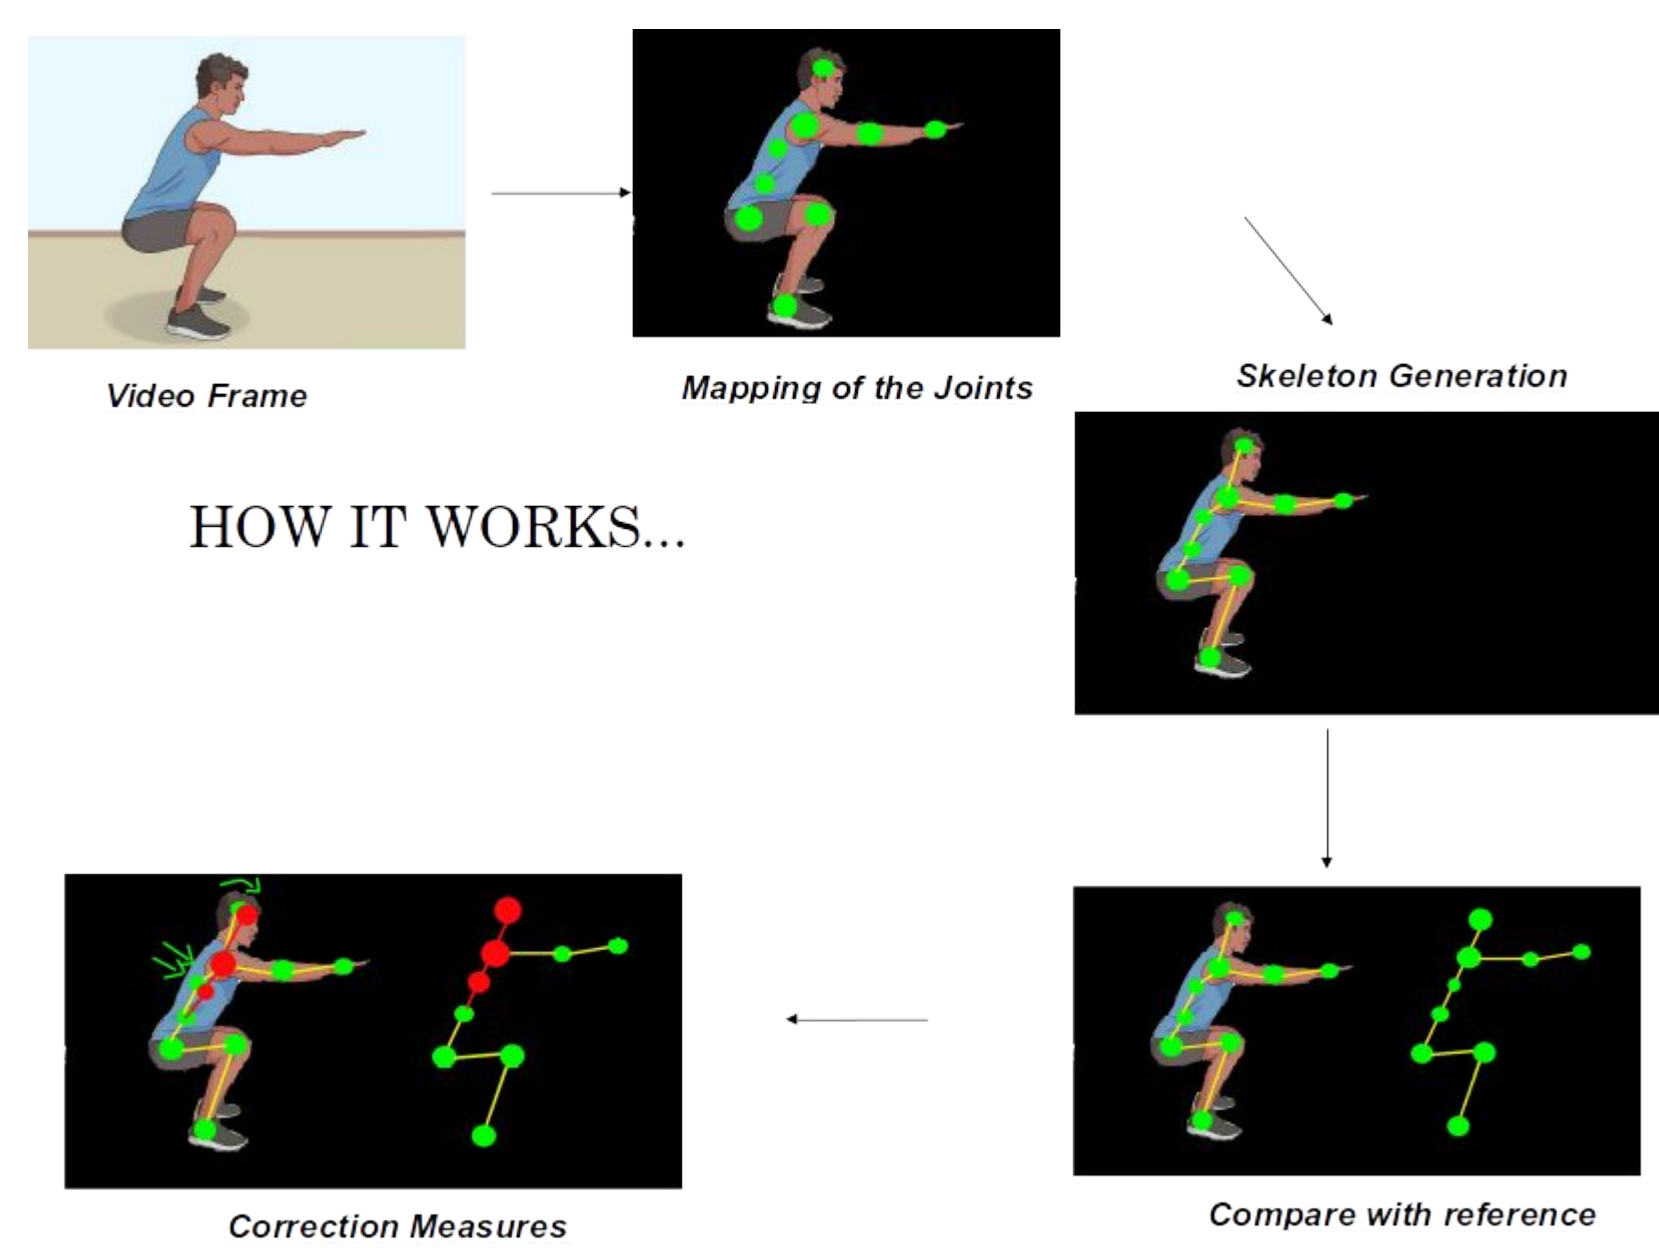 Video Frame
Mapping of the Joints
Skeleton Generation
HOW IT WORKS...
Compare with reference
Correction Measures